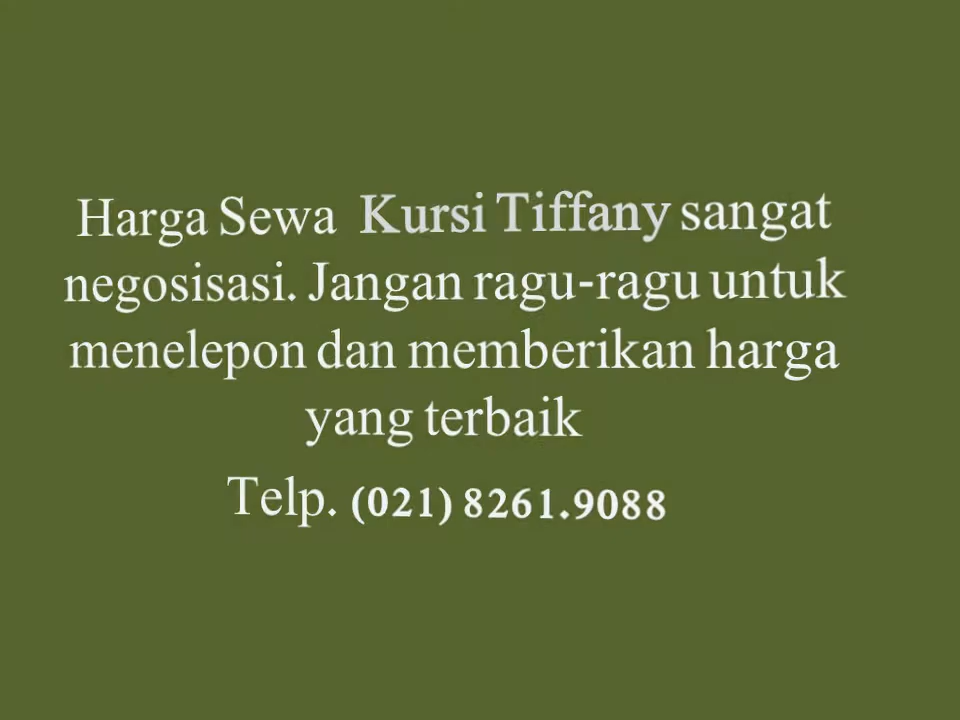 Harga Sewa Kursi Tiffany sangat
negosisasi. Jangan ragu-ragu untuk
menelepon dan memberikan harga
yang terbaik
Telp. (021) 8261.9088